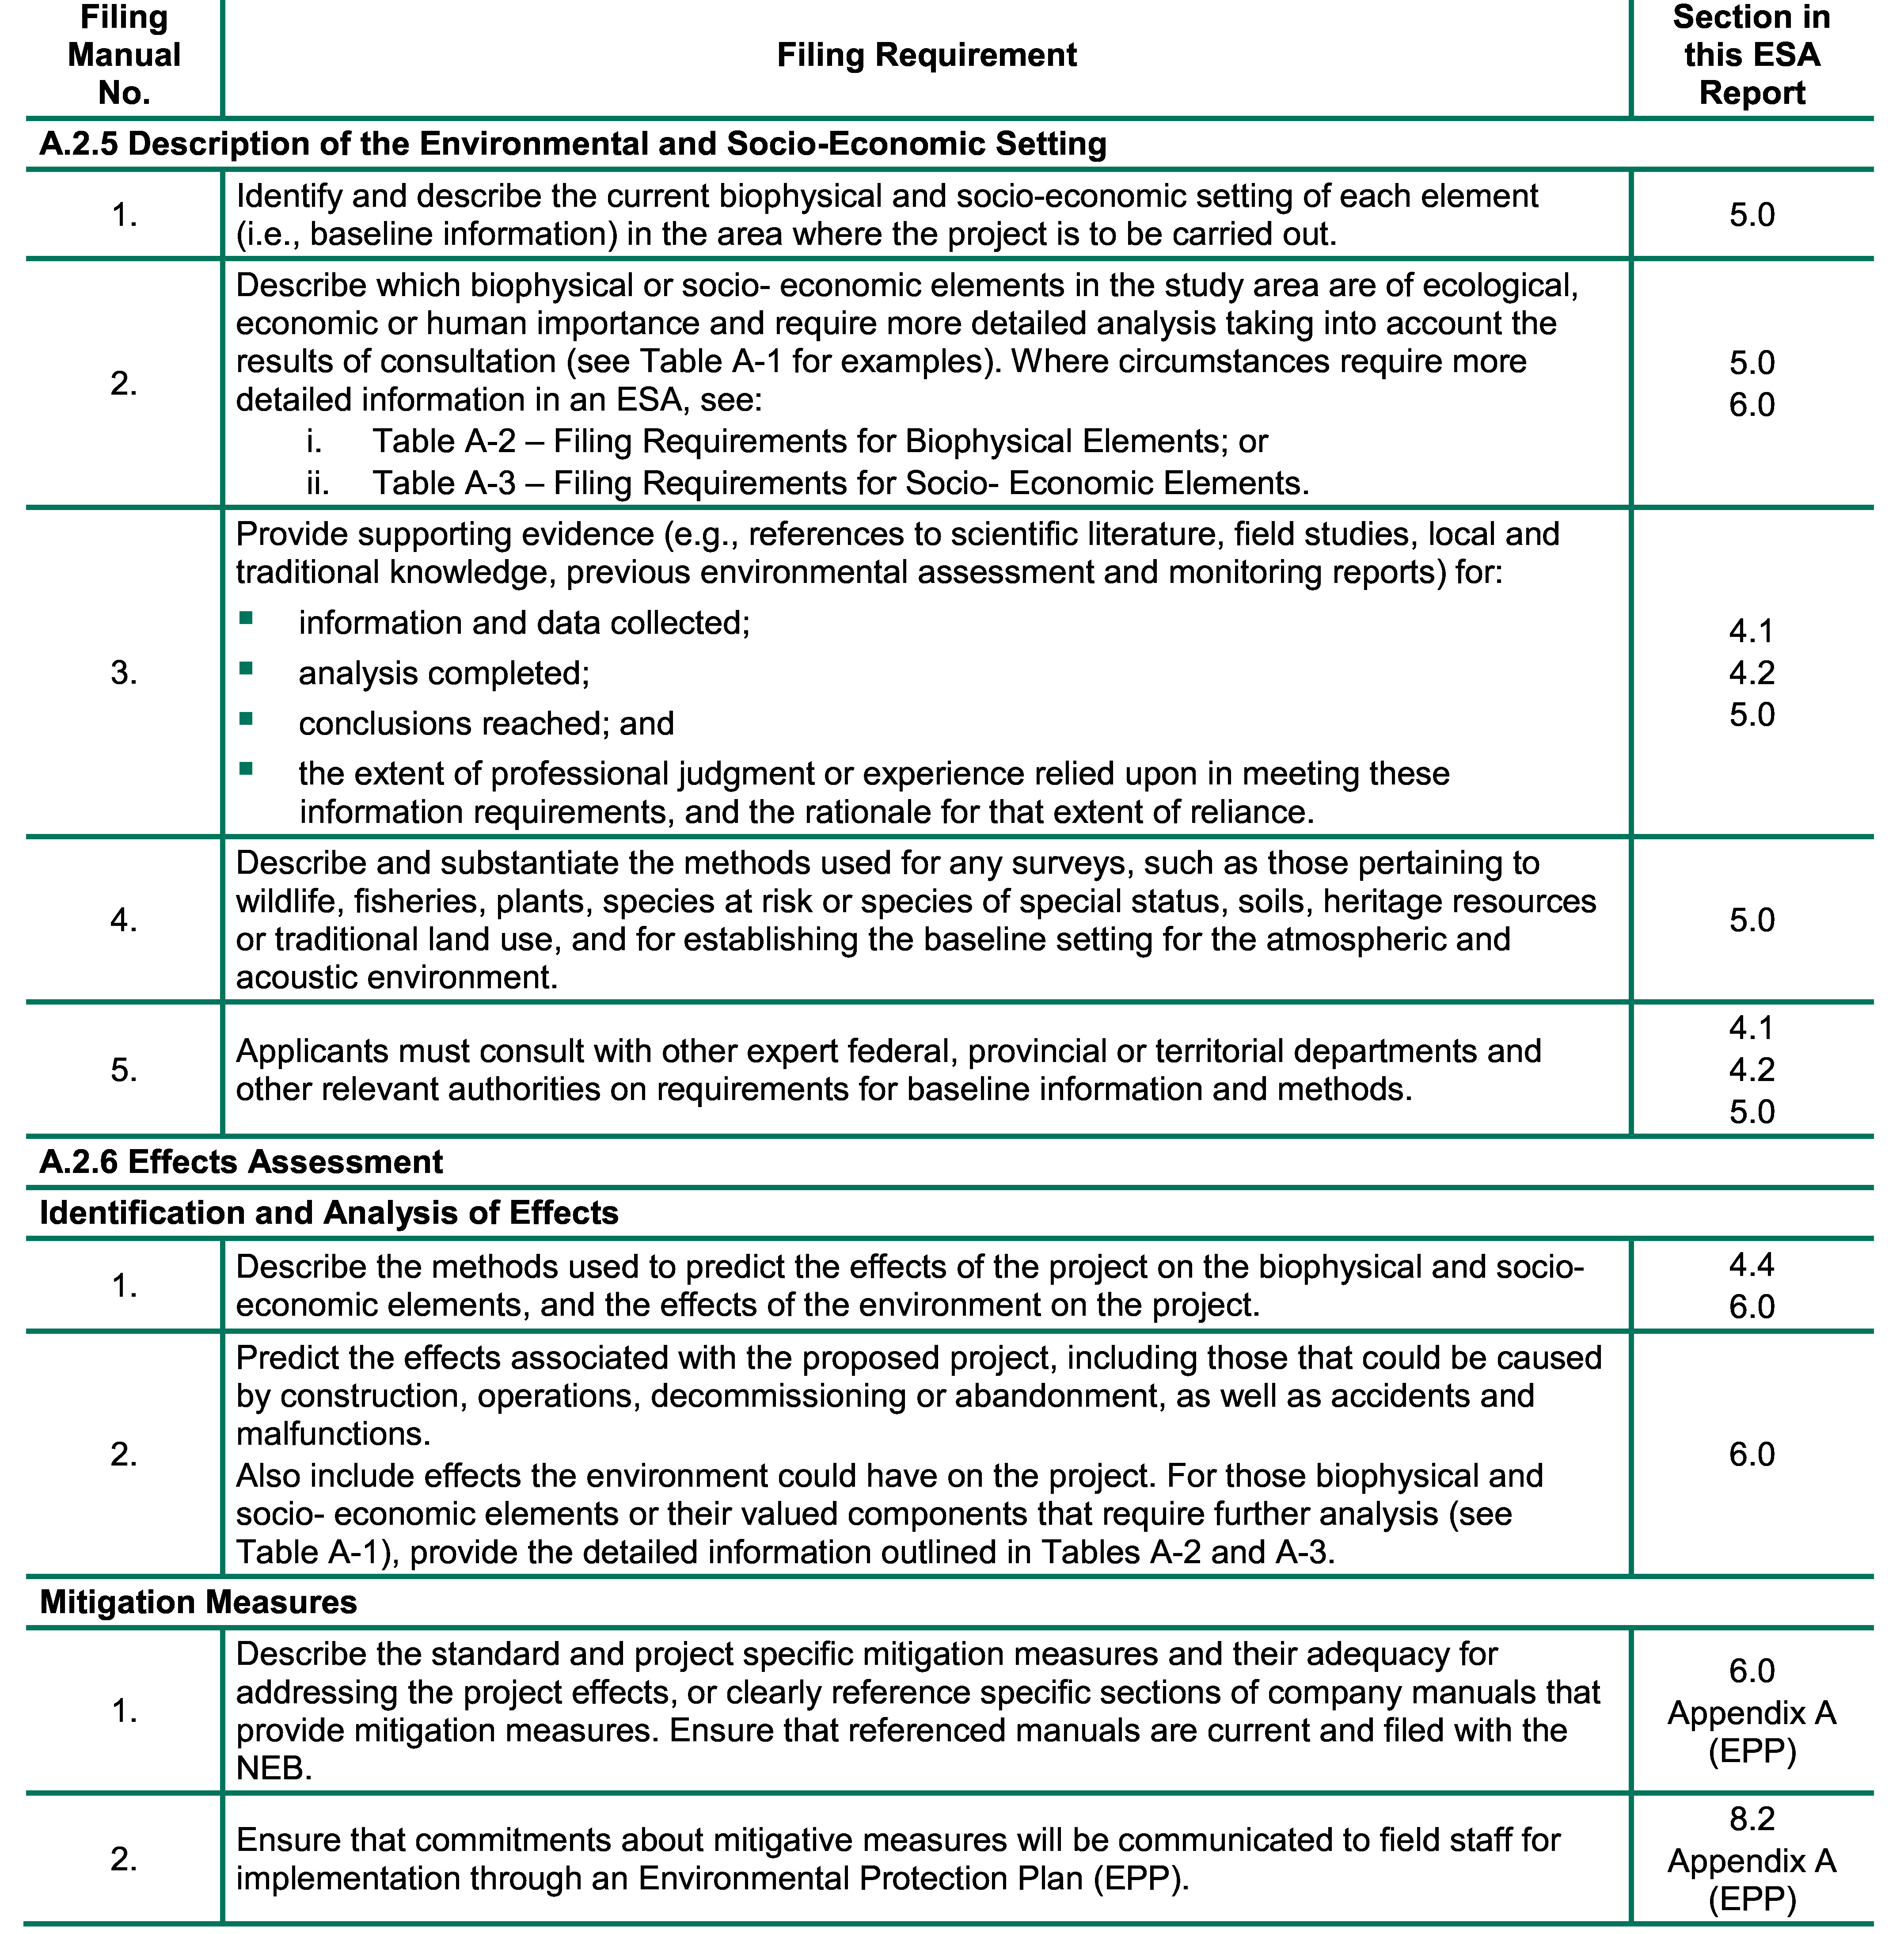 Filing
Manual
No.
Filing Requirement
Section in
this ESA
Report
A.2.5 Description of the Environmental and Socio-Economic Setting
1.
Identify and describe the current biophysical and socio-economic setting of each element
(i.e., baseline information) in the area where the project is to be carried out.
5.0
2.
Describe which biophysical or socio- economic elements in the study area are of ecological,
economic or human importance and require more detailed analysis taking into account the
results of consultation (see Table A-1 for examples). Where circumstances require more
detailed information in an ESA, see:
i. Table A-2 – Filing Requirements for Biophysical Elements; or
ii. Table A-3 – Filing Requirements for Socio- Economic Elements.
5.0
6.0
3.
Provide supporting evidence (e.g., references to scientific literature, field studies, local and
traditional knowledge, previous environmental assessment and monitoring reports) for:
▪ information and data collected;
▪ analysis completed;
▪ conclusions reached; and
▪ the extent of professional judgment or experience relied upon in meeting these
information requirements, and the rationale for that extent of reliance.
4.1
4.2
5.0
4.
Describe and substantiate the methods used for any surveys, such as those pertaining to
wildlife, fisheries, plants, species at risk or species of special status, soils, heritage resources
or traditional land use, and for establishing the baseline setting for the atmospheric and
acoustic environment.
5.0
5.
Applicants must consult with other expert federal, provincial or territorial departments and
other relevant authorities on requirements for baseline information and methods.
4.1
4.2
5.0
A.2.6 Effects Assessment
Identification and Analysis of Effects
1.
Describe the methods used to predict the effects of the project on the biophysical and socio-
economic elements, and the effects of the environment on the project.
4.4
6.0
2.
Predict the effects associated with the proposed project, including those that could be caused
by construction, operations, decommissioning or abandonment, as well as accidents and
malfunctions.
Also include effects the environment could have on the project. For those biophysical and
socio- economic elements or their valued components that require further analysis (see
Table A-1), provide the detailed information outlined in Tables A-2 and A-3.
6.0
Mitigation Measures
1.
Describe the standard and project specific mitigation measures and their adequacy for
addressing the project effects, or clearly reference specific sections of company manuals that
provide mitigation measures. Ensure that referenced manuals are current and filed with the
NEB.
6.0
Appendix A
(EPP)
2.
Ensure that commitments about mitigative measures will be communicated to field staff for
implementation through an Environmental Protection Plan (EPP).
8.2
Appendix A
(EPP)